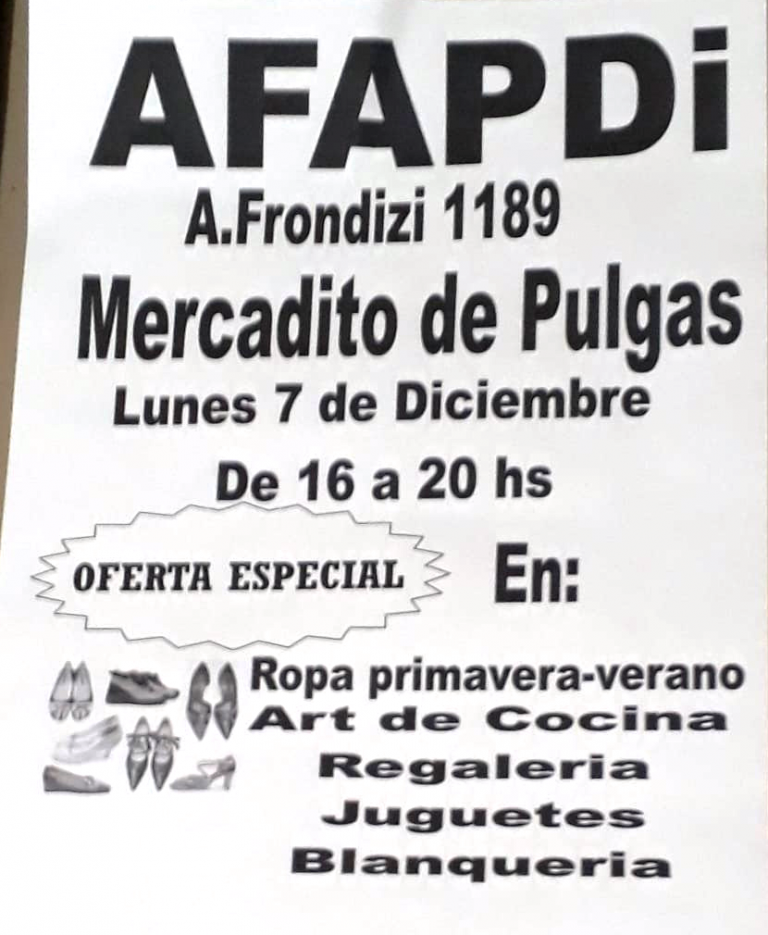 AFAPDi
A.Frondizi 1189
Mercadito de Pulgas
Lunes 7 de Diciembre
De 16 a 20 hs
OFERTA ESPECIAL En:
Ropa primavera-verano
Art de Cocina
Regaleria
Juguetes
Blanqueria